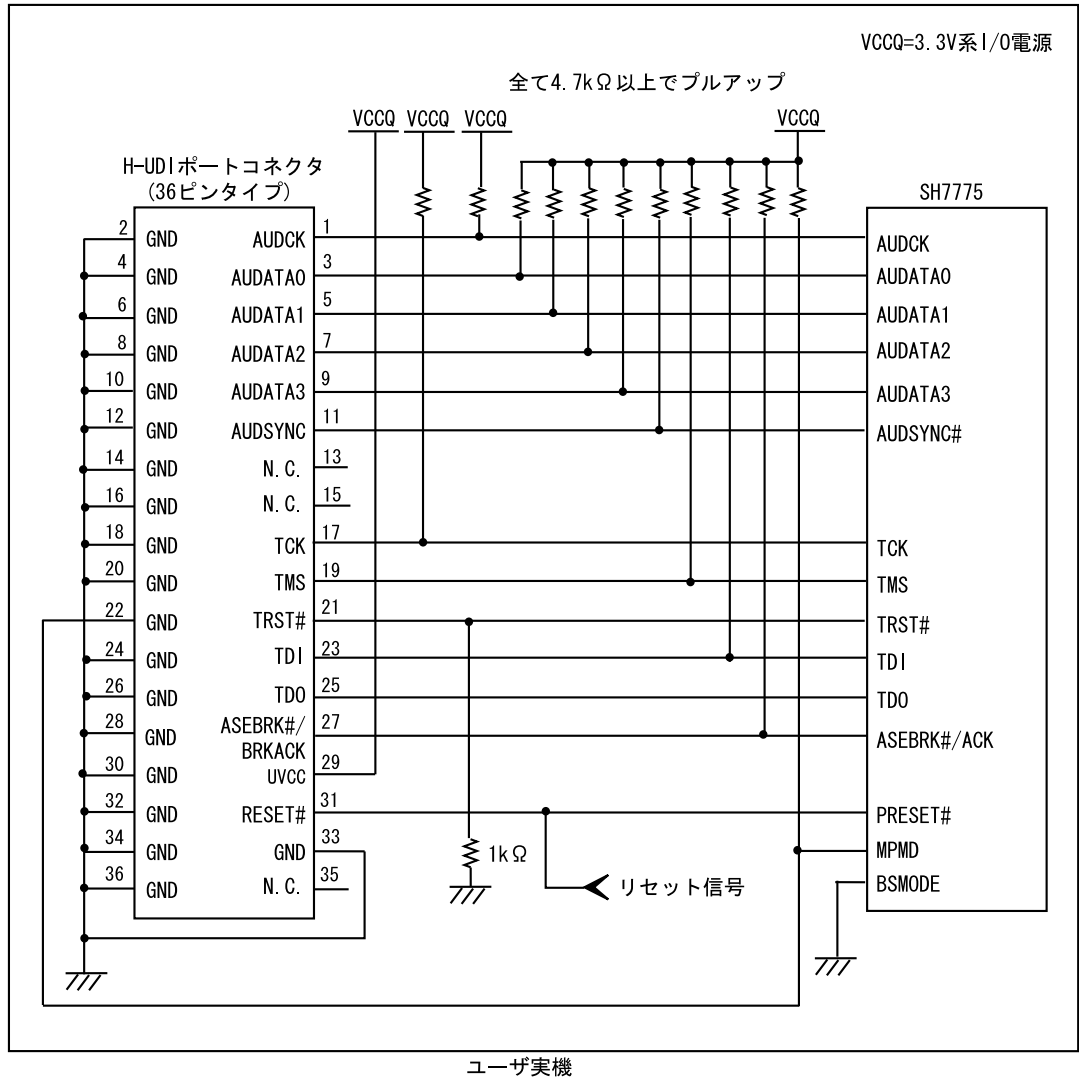 VCCQ=3.3V系I/O電源
全て4.7kΩ以上でプルアップ
VCCQ VCCQ VCCQ VCCQ
H-UDIポートコネクタ
(36ピンタイプ)
SH7775
2 GND AUDCK 1 AUDCK
4 GND AUDATA0 3 AUDATA0
6 GND AUDATA1 5 AUDATA1
8 GND AUDATA2 7 AUDATA2
10 GND AUDATA3 9 AUDATA3
12 GND AUDSYNC 11 AUDSYNC#
14 GND N.C. 13
16 GND N.C. 15
18 GND TCK 17 TCK
20 GND TMS 19 TMS
22 GND TRST# 21 TRST#
24 GND TDI 23 TDI
26 GND TDO 25 TDO
28 GND ASEBRK#/ 27 ASEBRK#/ACK
BRKACK
30 GND UVCC 29
32 GND RESET# 31 PRESET#
34 GND GND 33 1kΩ MPMD
36 GND N.C. 35 リセット信号 BSMODE
ユーザ実機